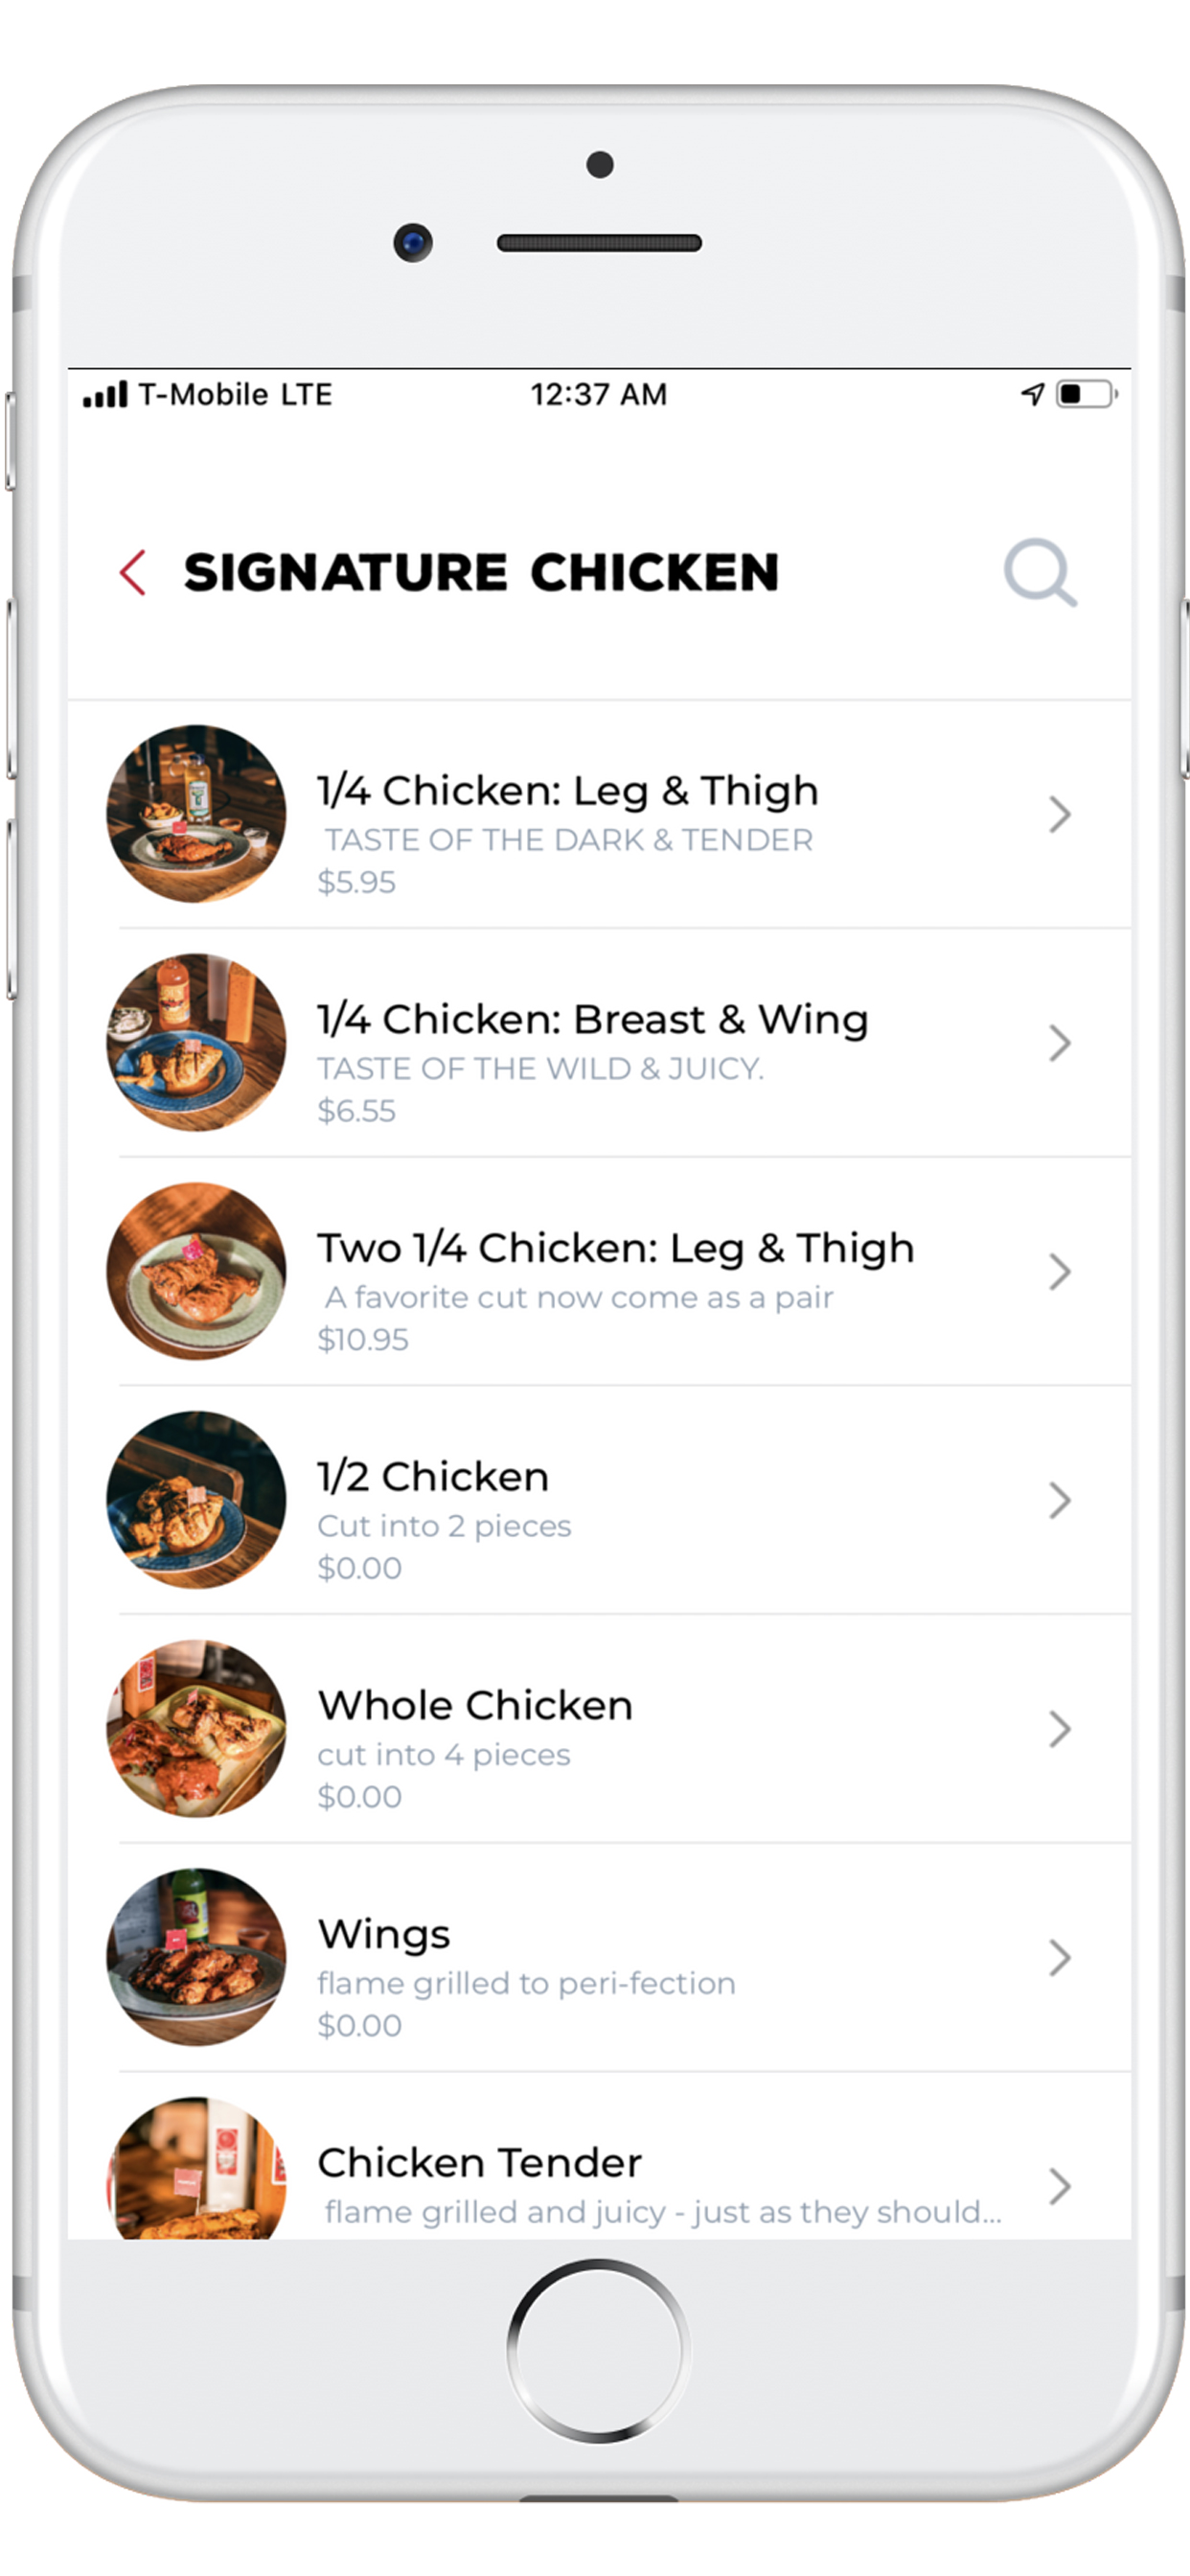 T-Mobile LTE 12:37 AM
SIGNATURE CHICKEN
1/4 Chicken: Leg & Thigh
TASTE OF THE DARK & TENDER
$5.95
1/4 Chicken: Breast & Wing
TASTE OF THE WILD & JUICY.
$6.55
Two 1/4 Chicken: Leg & Thigh
A favorite cut now come as a pair
$10.95
1/2 Chicken
Cut into 2 pieces
$0.00
Whole Chicken
cut into 4 pieces
$0.00
Wings
flame grilled to peri-fection
$0.00
Chicken Tender
flame grilled and juicy - just as they should...